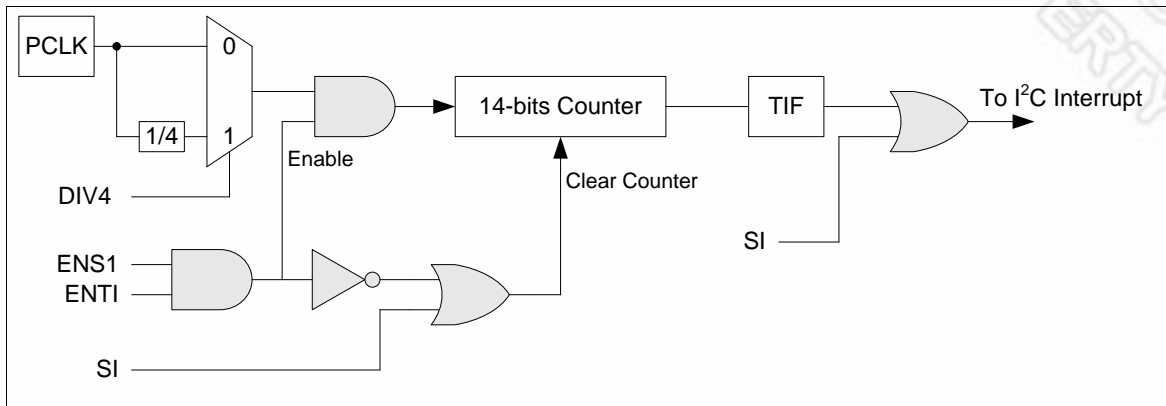 PCLK
0
1/4
1
DIV4
Enable
14-bits Counter
TIF
To I²C Interrupt
Clear Counter
SI
ENS1
ENTI
SI
ERTY